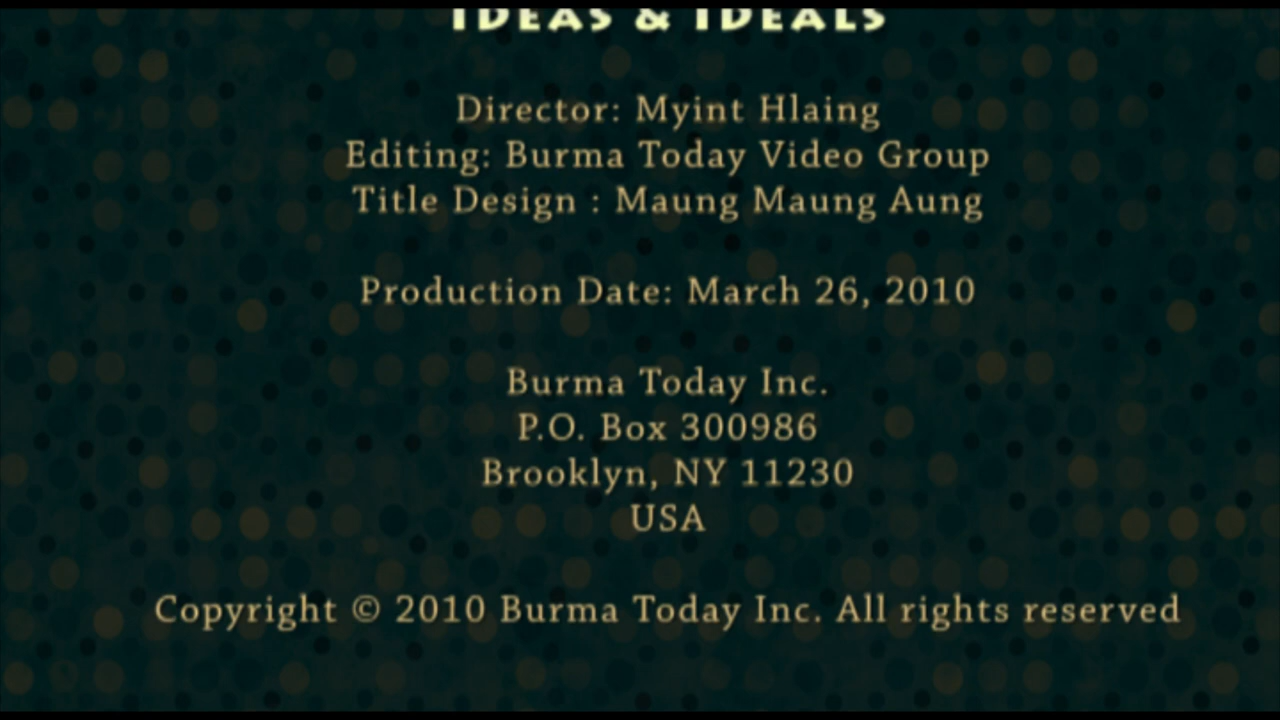 IDEAS & IDEALS
Director: Myint Hlaing
Editing: Burma Today Video Group
Title Design : Maung Maung Aung
Production Date: March 26, 2010
Burma Today Inc.
P.O. Box 300986
Brooklyn, NY 11230
USA
Copyright © 2010 Burma Today Inc. All rights reserved